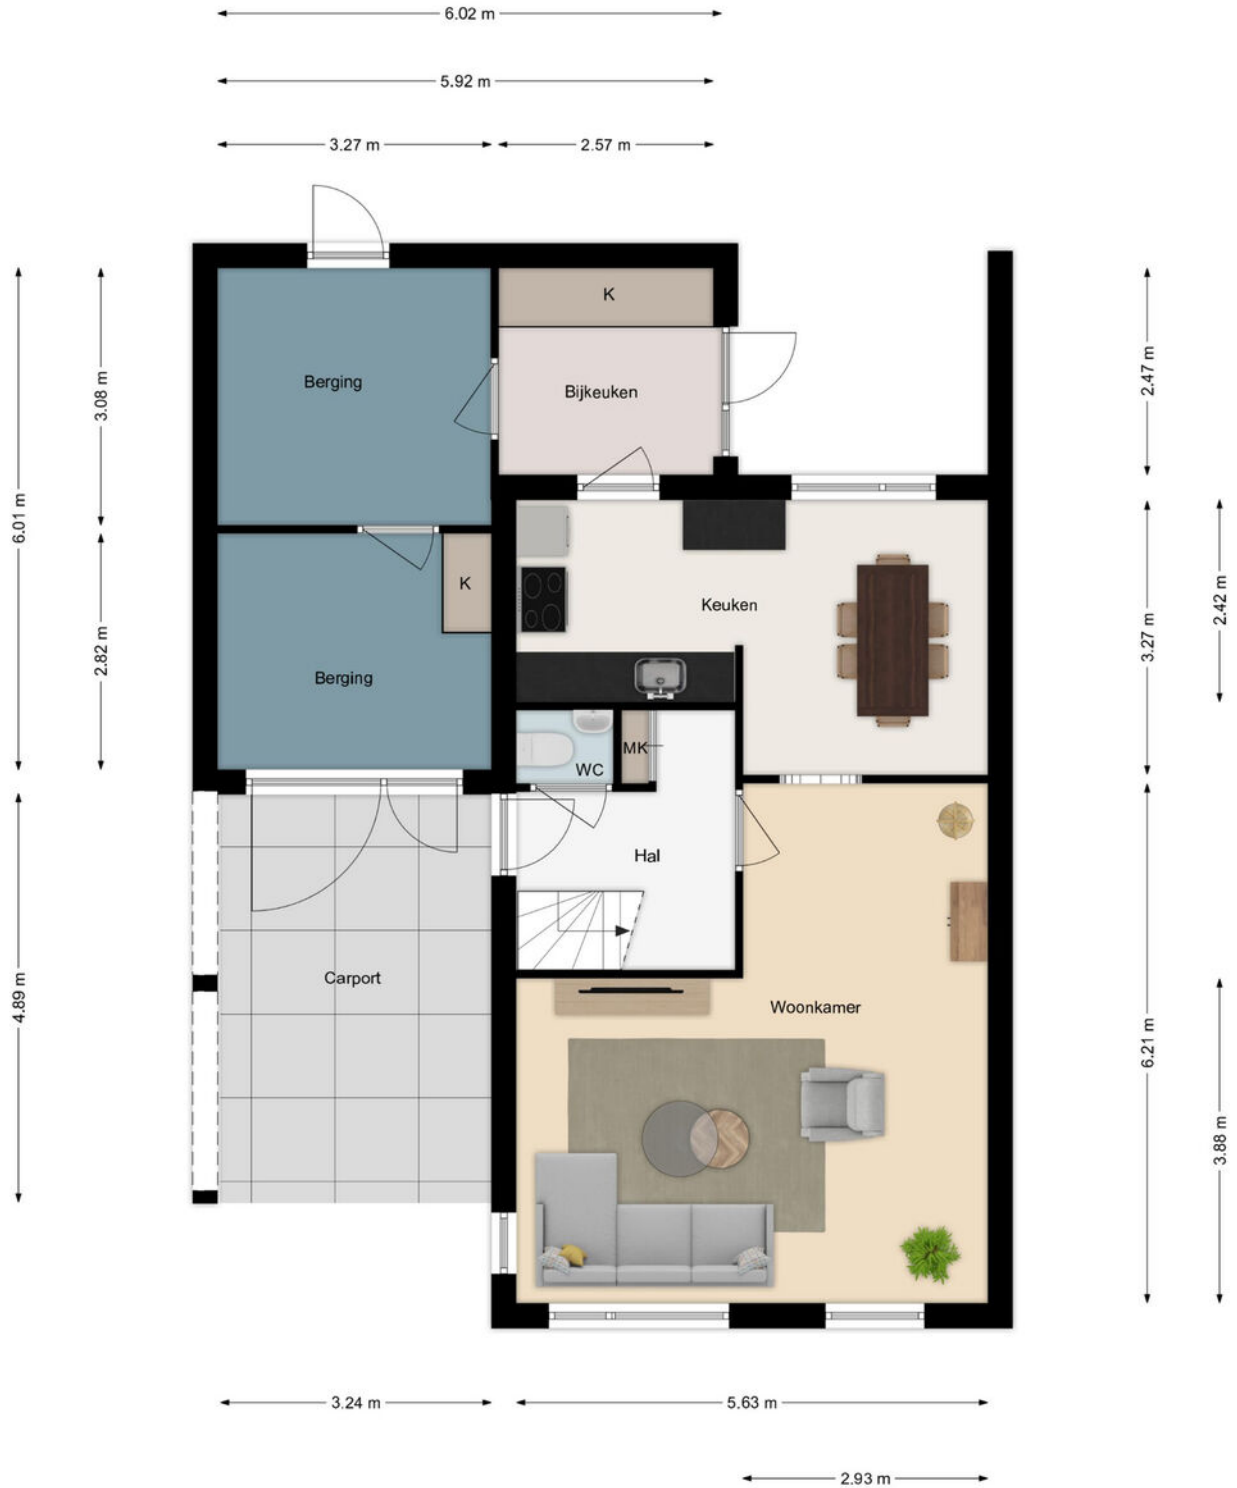 6.02 m
5.92 m
3.27 m
2.57 m
K
Berging
Bijkeuken
3.08 m
2.47 m
6.01 m
K
Keuken
2.42 m
3.27 m
2.82 m
Berging
MK
WC
Hal
Carport
4.89 m
Woonkamer
6.21 m
3.88 m
3.24 m
5.63 m
2.93 m